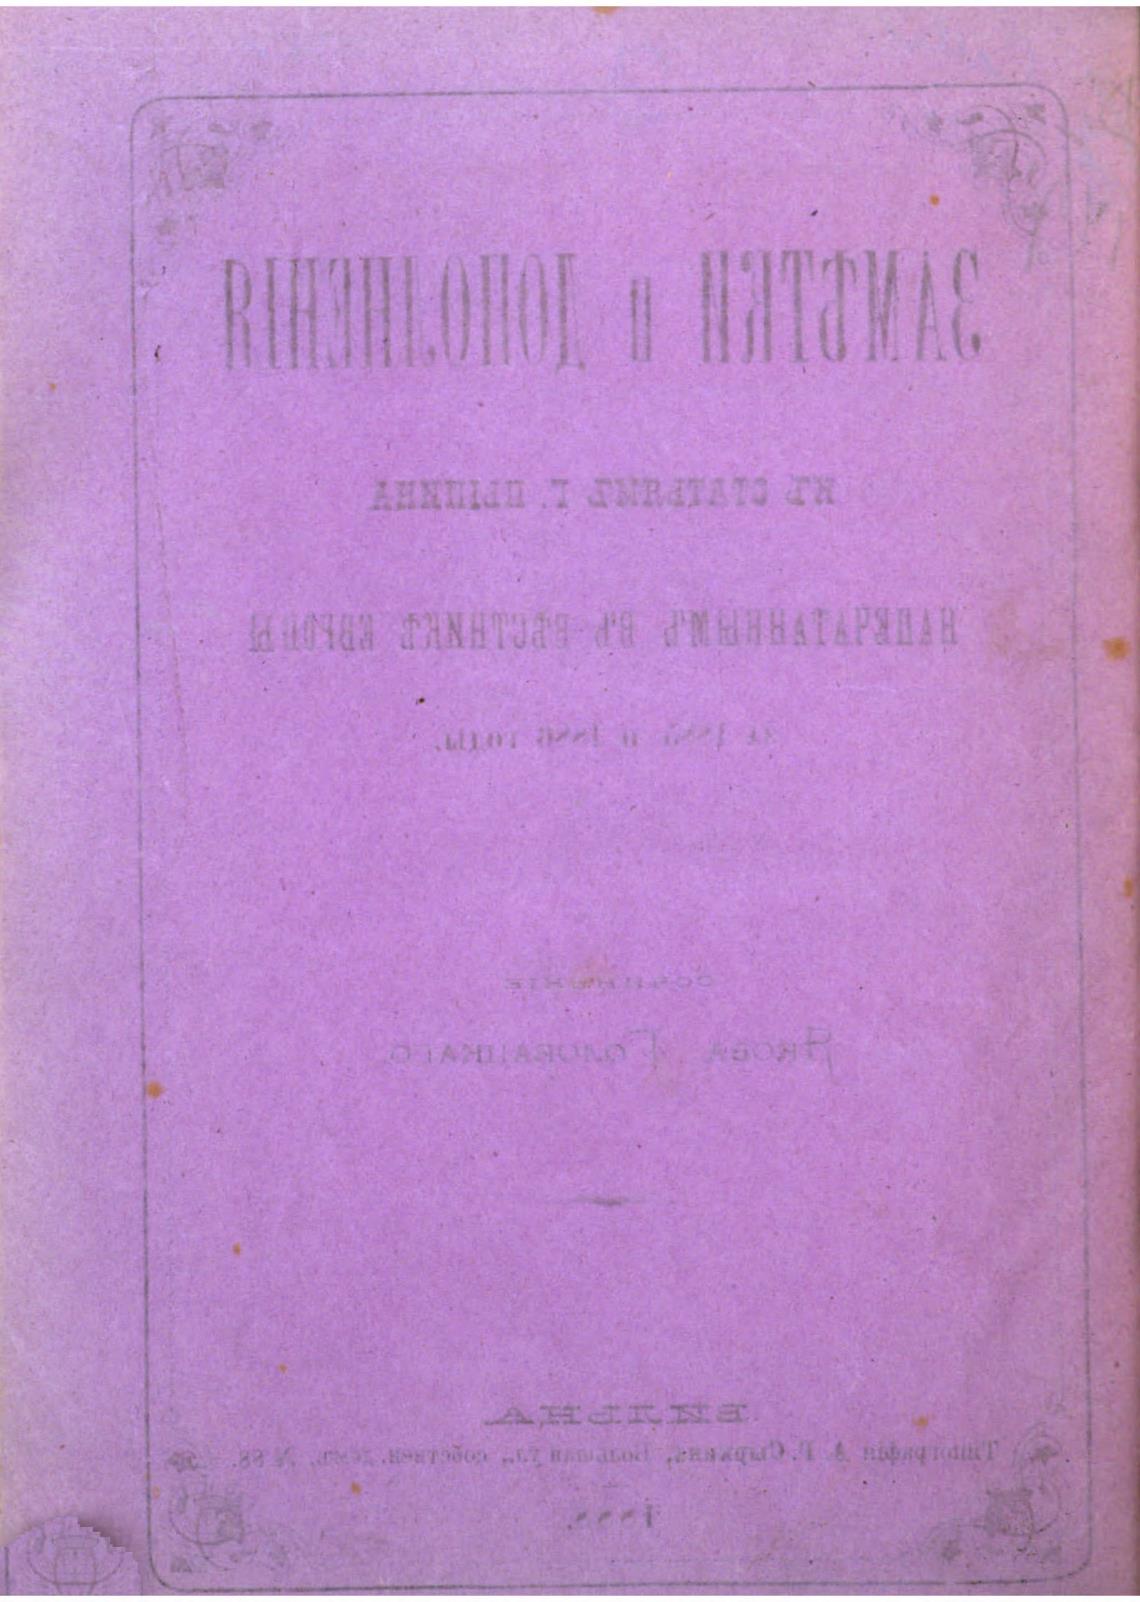 ЗАМѢТКИ и ДОПОЛНЕНІЯ
КЪ СТАТЬЯМЪ Г. ПЫПИНА
НАПЕЧАТАННЫМЪ ВЪ ВѢСТНИКѢ ЕВРОПЫ
за 1885 и 1886 годы.
СОЧИНЕНІЕ
Якова Головацкаго
ВИЛЬНА
Типографія А. Г. Сыркина, Большая ул., собствен. домъ, № 88.
1888.